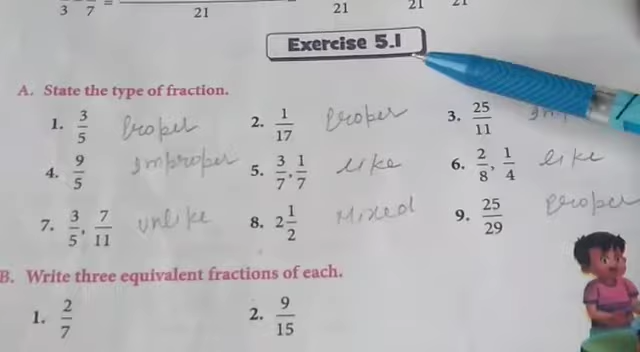 3 7 = 21 21 21 21
Exercise 5.1
A. State the type of fraction.
1. 3/5 Proper 2. 1/17 Proper 3. 25/11
4. 9/5 Improper 5. 3/7, 1/7 like 6. 2/8, 1/4 like
7. 3/5, 7/11 unlike 8. 2 1/2 Mixed 9. 25/29 Proper
B. Write three equivalent fractions of each.
1. 2/7 2. 9/15